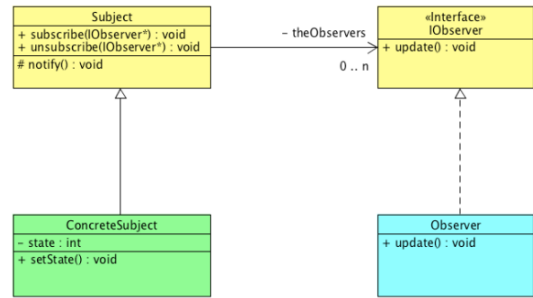 Subject
+ subscribe(IObserver*) : void
+ unsubscribe(IObserver*) : void
# notify() : void
- theObservers
0 .. n
«Interface»
IObserver
+ update() : void
ConcreteSubject
- state : int
+ setState() : void
Observer
+ update() : void